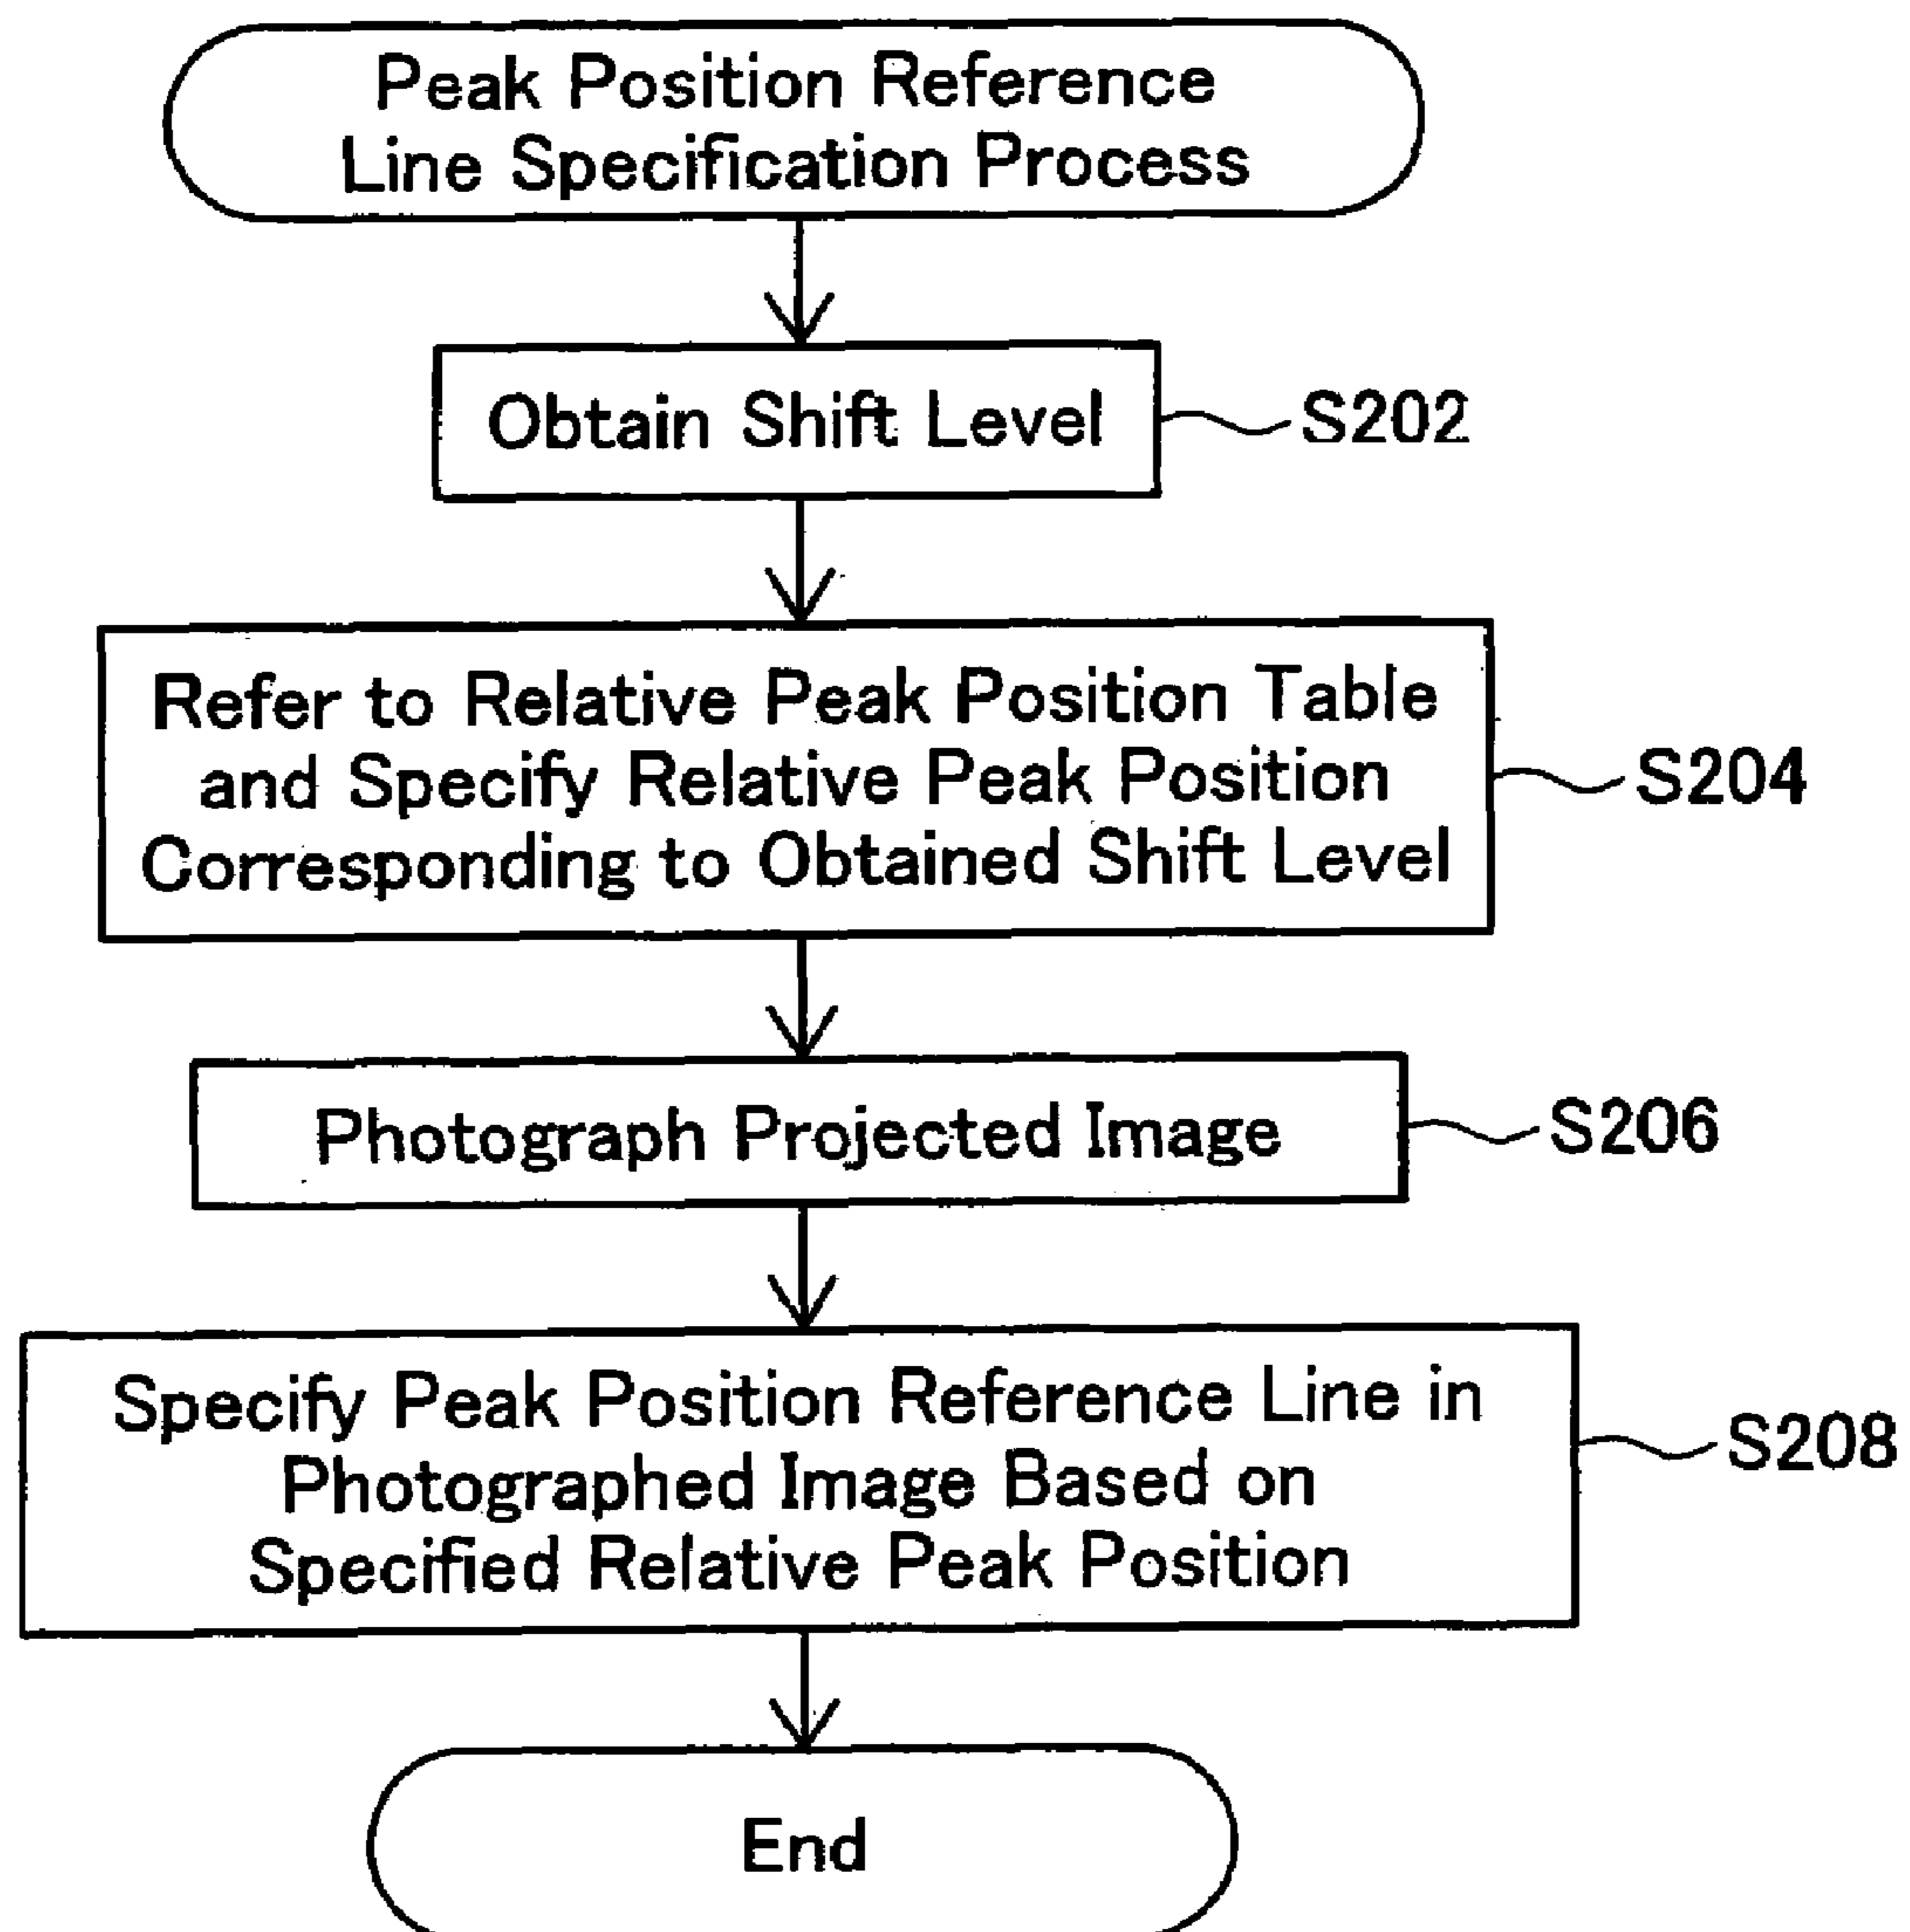 Peak Position Reference
Line Specification Process
Obtain Shift Level
S202
Refer to Relative Peak Position Table
and Specify Relative Peak Position
Corresponding to Obtained Shift Level
S204
Photograph Projected Image
S206
Specify Peak Position Reference Line in
Photographed Image Based on
Specified Relative Peak Position
S208
End